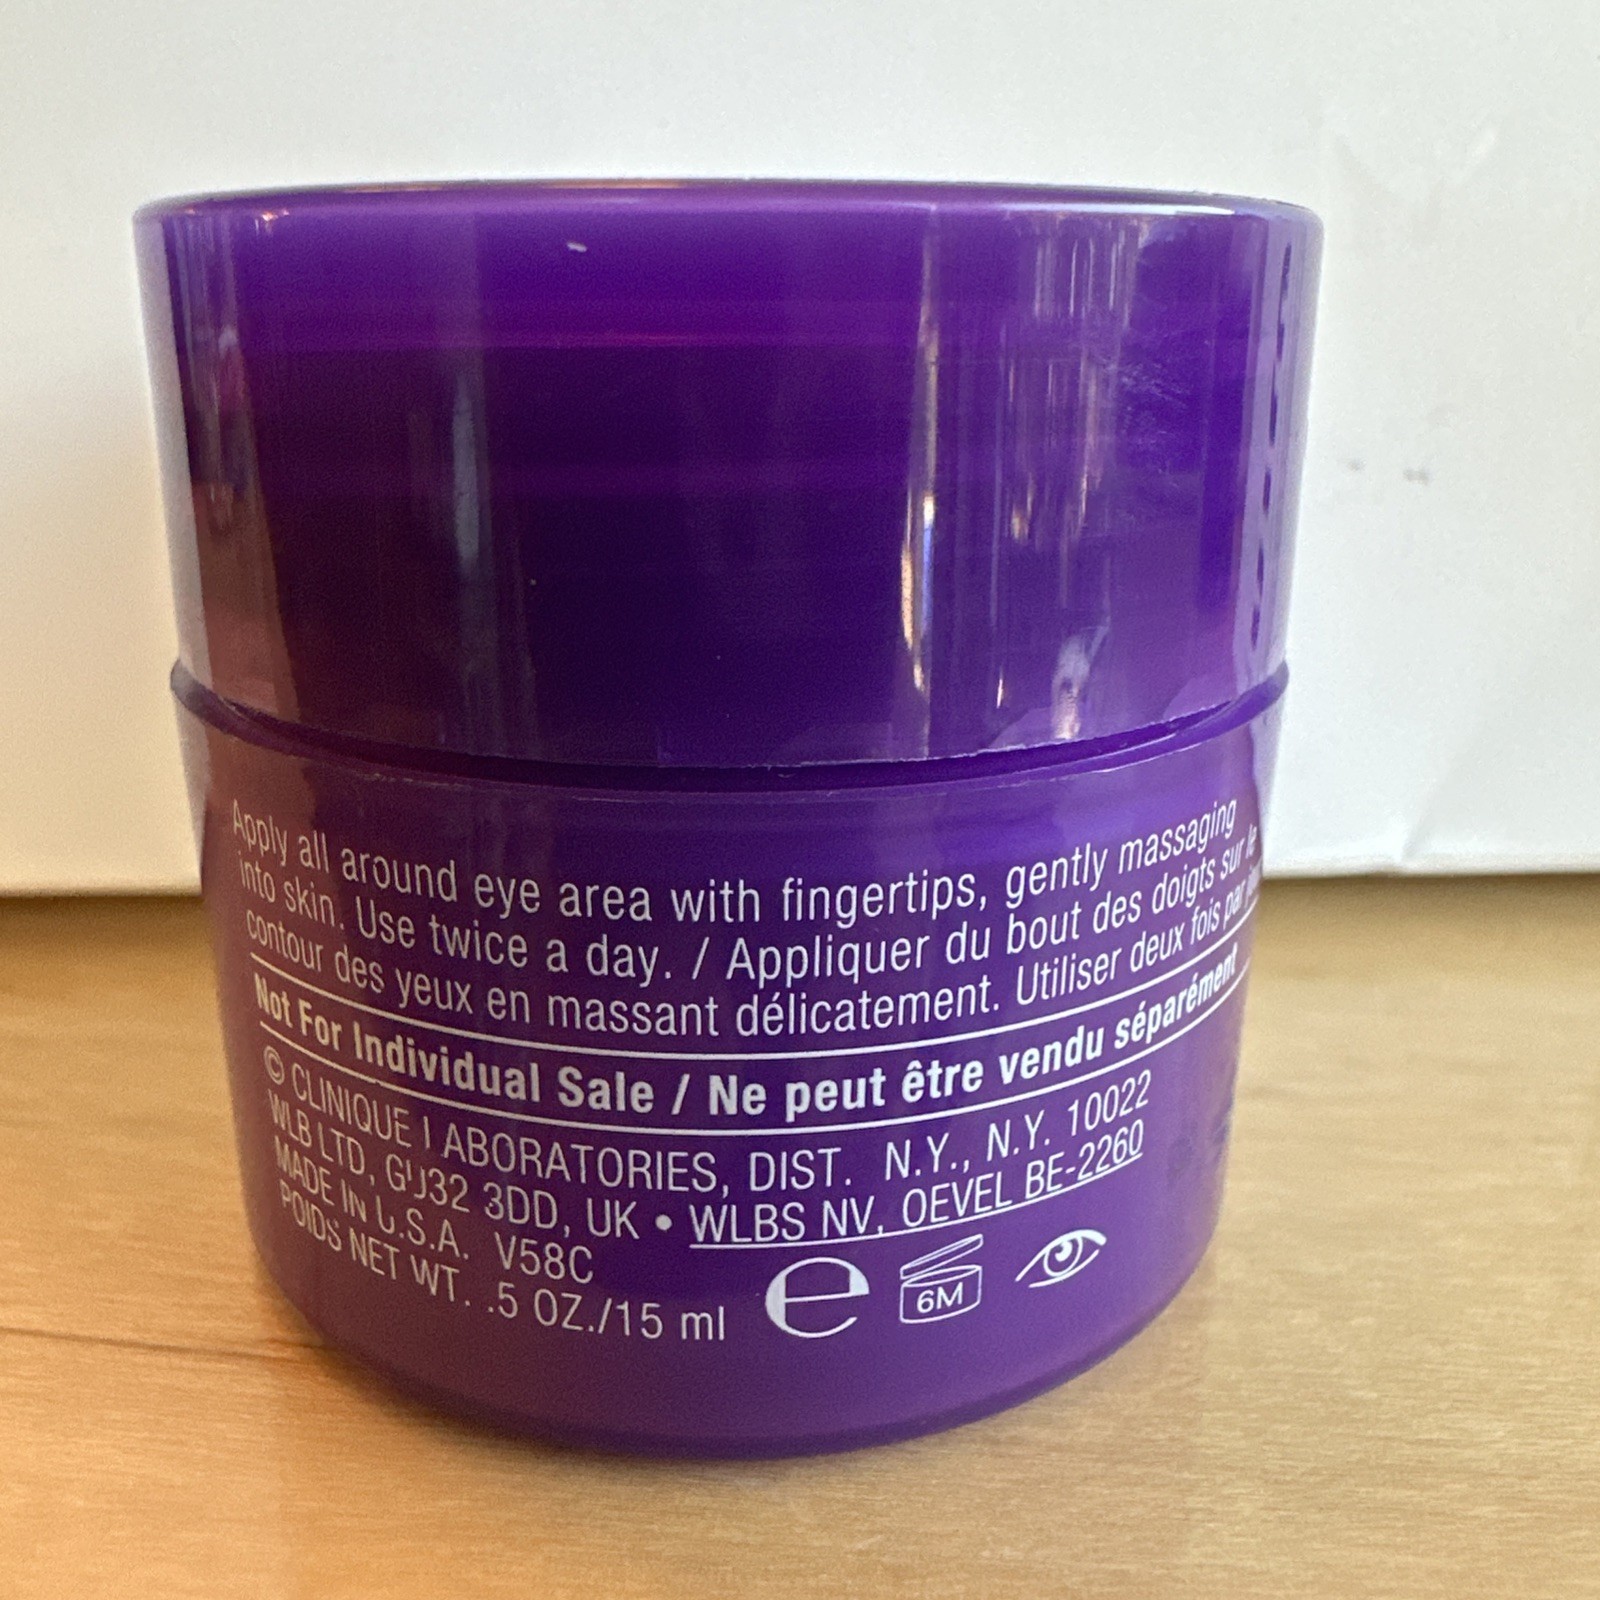 Apply all around eye area with fingertips, gently massaging
into skin. Use twice a day. / Appliquer du bout des doigts sur le
contour des yeux en massant délicatement. Utiliser deux fois par jour.
Not For Individual Sale / Ne peut être vendu séparément
© CLINIQUE LABORATORIES, DIST. N.Y., N.Y. 10022
WLB LTD, GU32 3DD, UK • WLBS NV, OEVEL BE-2260
MADE IN U.S.A. V58C
POIDS NET WT. .5 OZ./15 ml e 6M